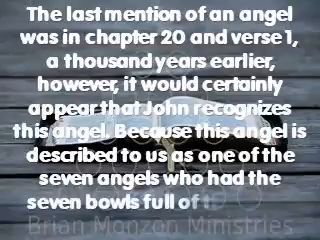 The last mention of an angel
was in chapter 20 and verse 1,
a thousand years earlier,
however, it would certainly
appear that John recognizes
this angel. Because this angel is
described to us as one of the
seven angels who had the
seven bowls full of
Brian Monzon Ministries